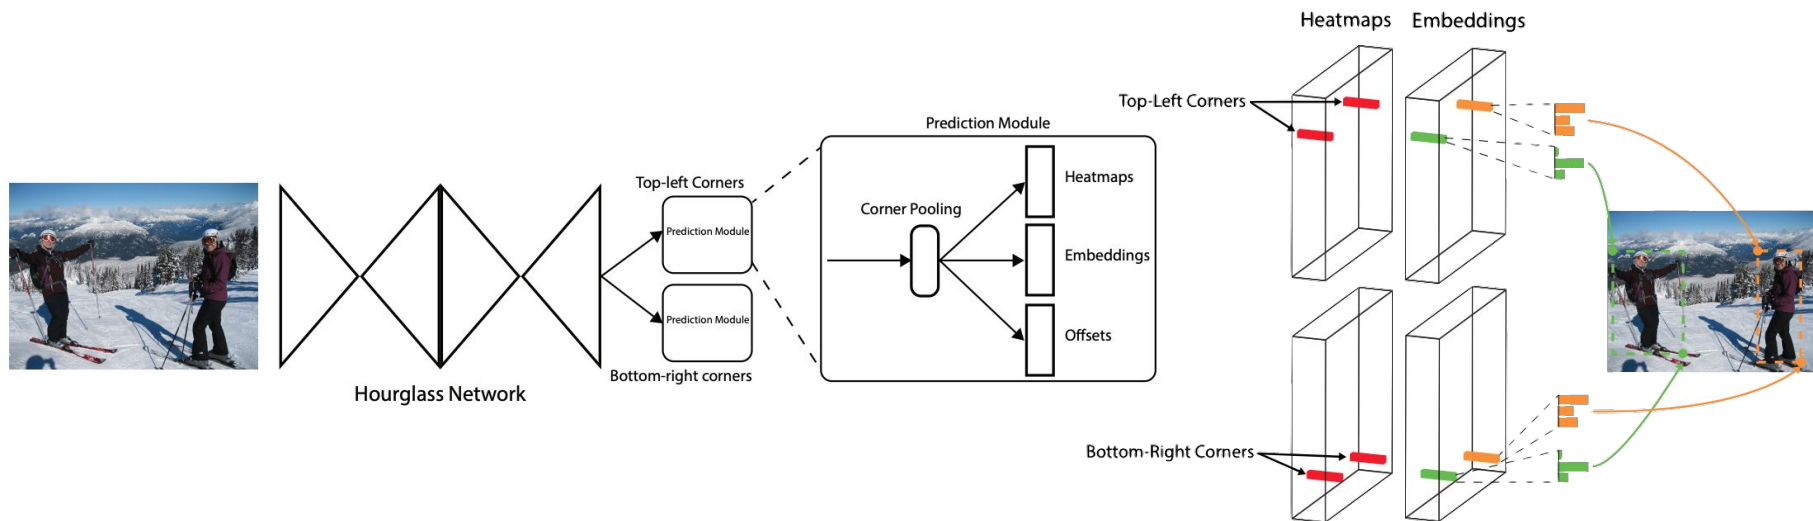 Heatmaps Embeddings
Top-Left Corners
Prediction Module
Top-left Corners
Prediction Module
Prediction Module
Bottom-right corners
Hourglass Network
Corner Pooling
Heatmaps
Embeddings
Offsets
Bottom-Right Corners